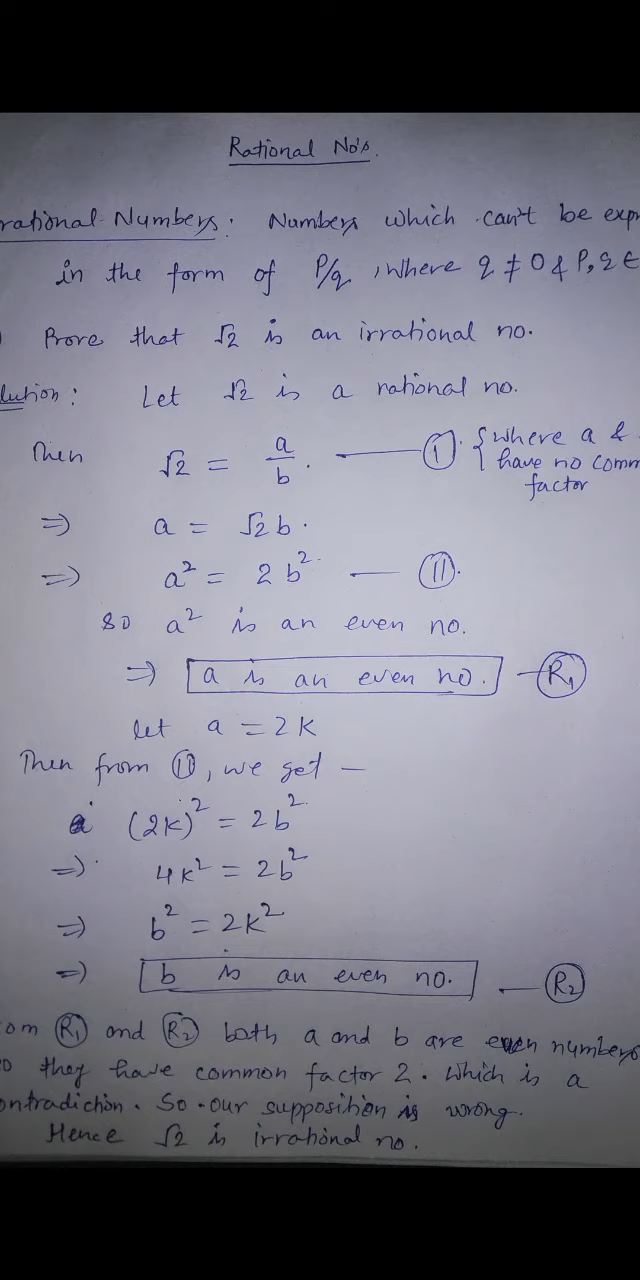 Rational No's.
rational Numbers: Numbers which can't be expr
in the form of P/q, where q ≠ 0 & P, q ∈
Prove that √2 is an irrational no.
lution: Let √2 is a rational no.
Then √2 = a/b. — (I) {where a &
have no comm
factor
⇒ a = √2 b.
⇒ a² = 2b² — (II).
so a² is an even no.
⇒ a is an even no. — (R₁)
let a = 2K
Then from (II), we get —
(2K)² = 2b²
⇒ 4K² = 2b²
⇒ b² = 2K²
⇒ b is an even no. — (R₂)
om (R₁) and (R₂) both a and b are even numbers
o they have common factor 2. which is a
ontradiction. So our supposition is wrong.
Hence √2 is irrational no.